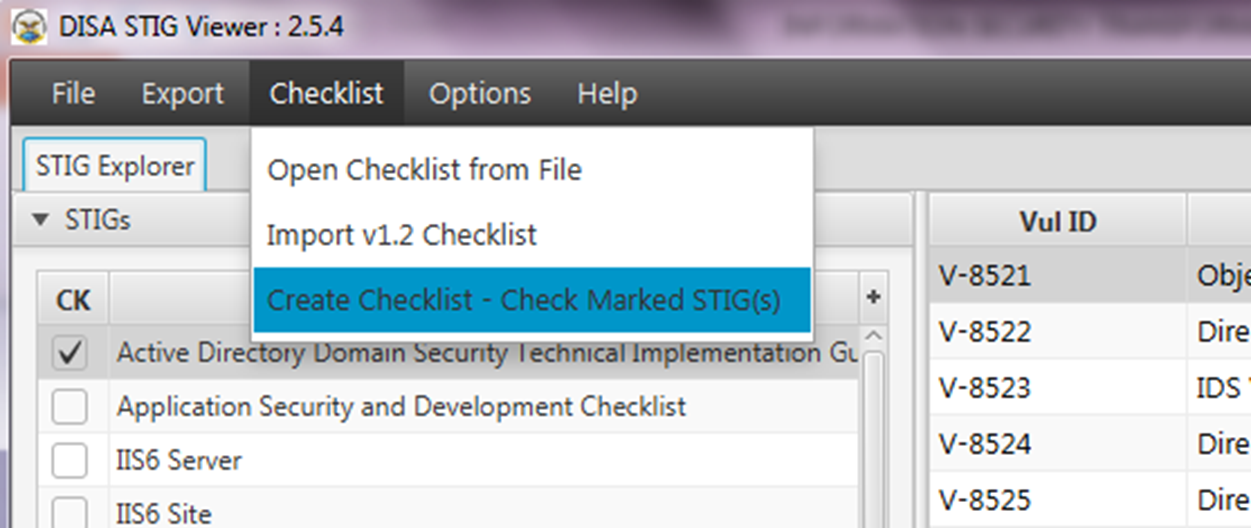 DISA STIG Viewer : 2.5.4
File Export Checklist Options Help
STIG Explorer
Open Checklist from File
Import v1.2 Checklist
Create Checklist - Check Marked STIG(s)
STIGs
CK
+
Active Directory Domain Security Technical Implementation Gu
Application Security and Development Checklist
IIS6 Server
IIS6 Site
Vul ID
V-8521 Obje
V-8522 Dire
V-8523 IDS
V-8524 Dire
V-8525 Dire